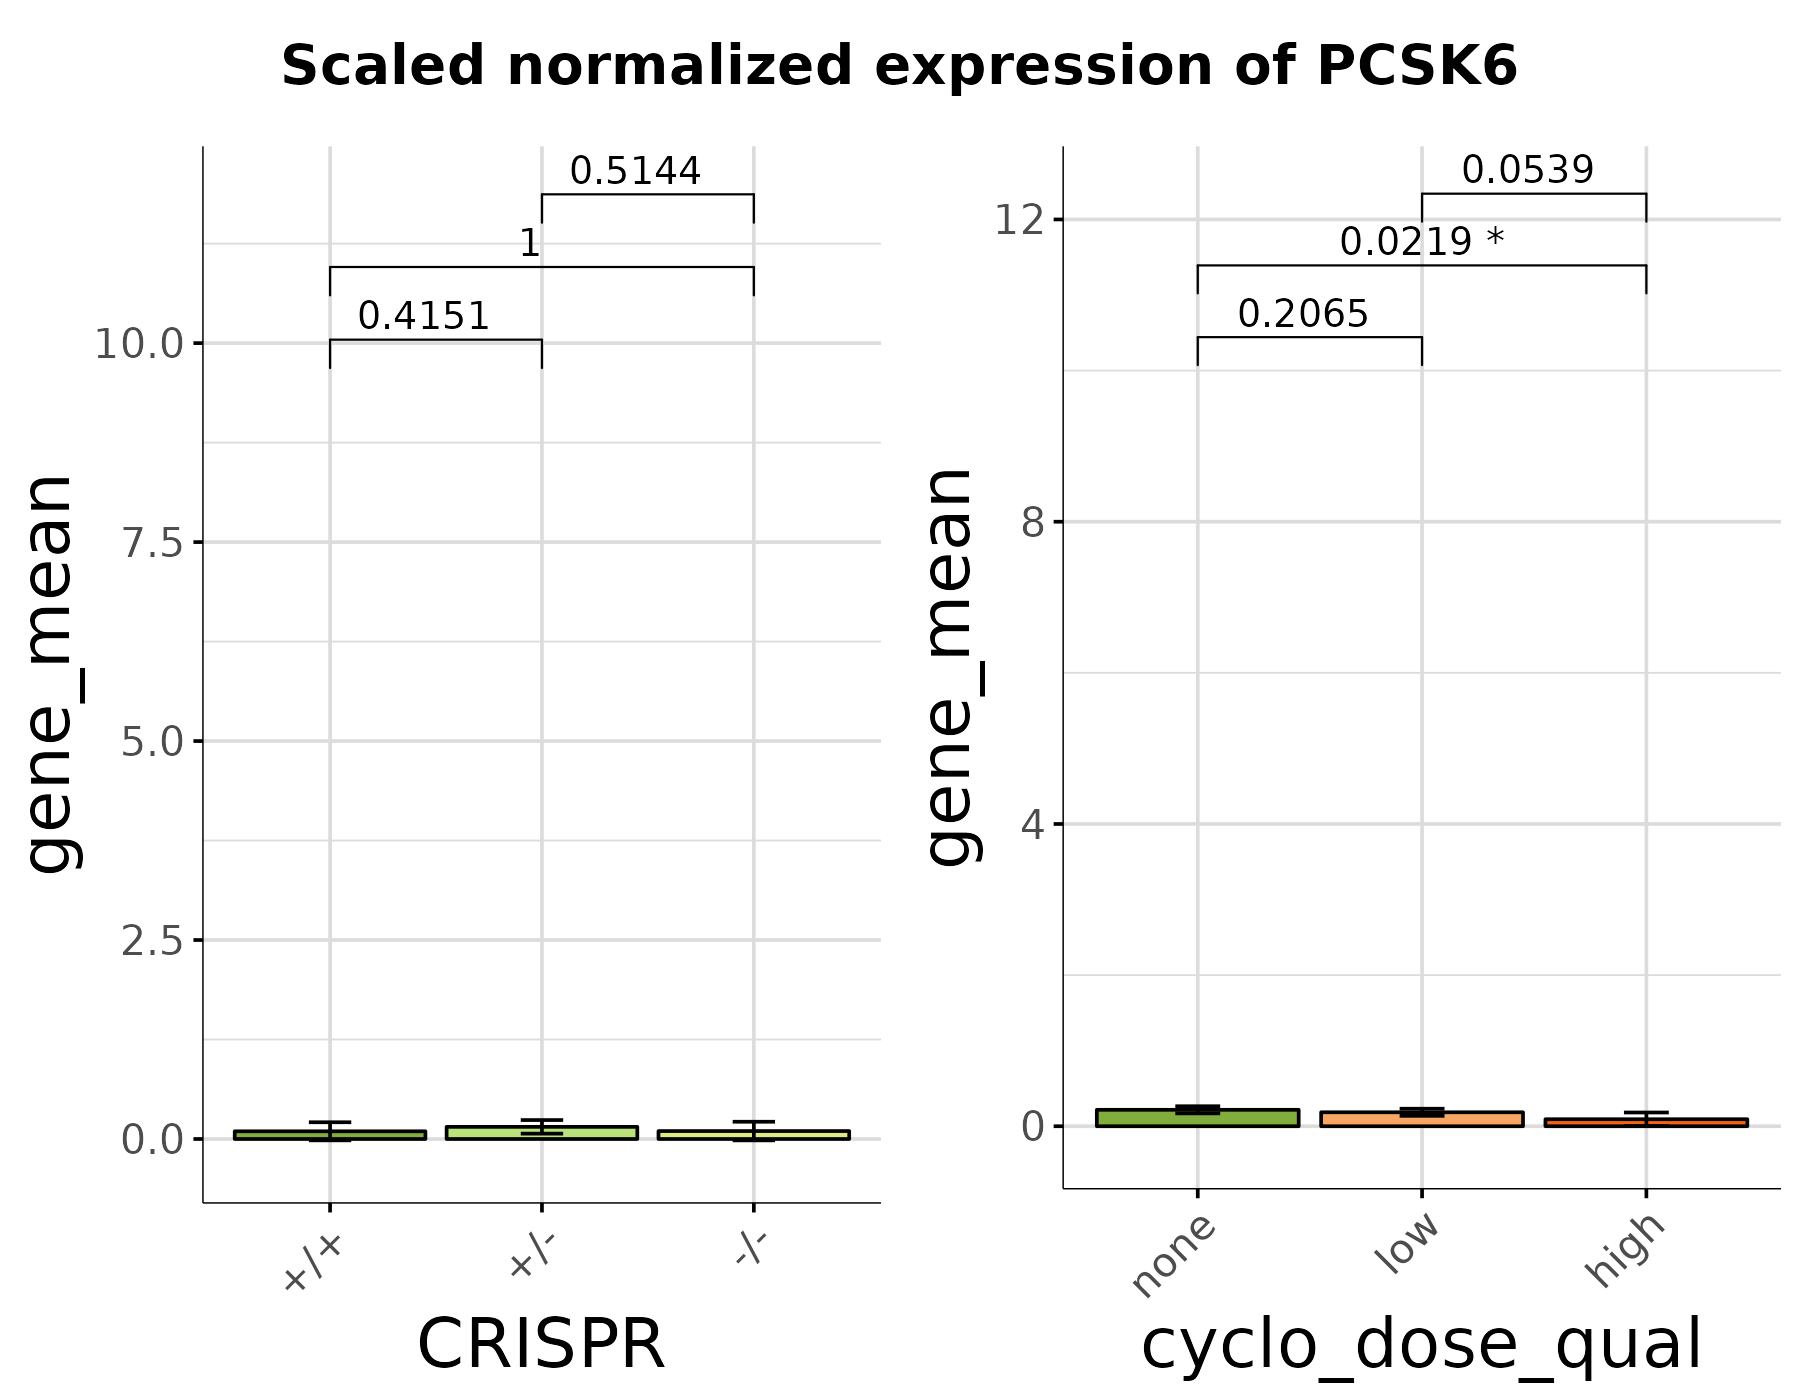 Scaled normalized expression of PCSK6
gene_mean
10.0
7.5
5.0
2.5
0.0
0.5144
1
0.4151
+/+
+/-
-/-
CRISPR
gene_mean
12
8
4
0
0.0539
0.0219 *
0.2065
none
low
high
cyclo_dose_qual